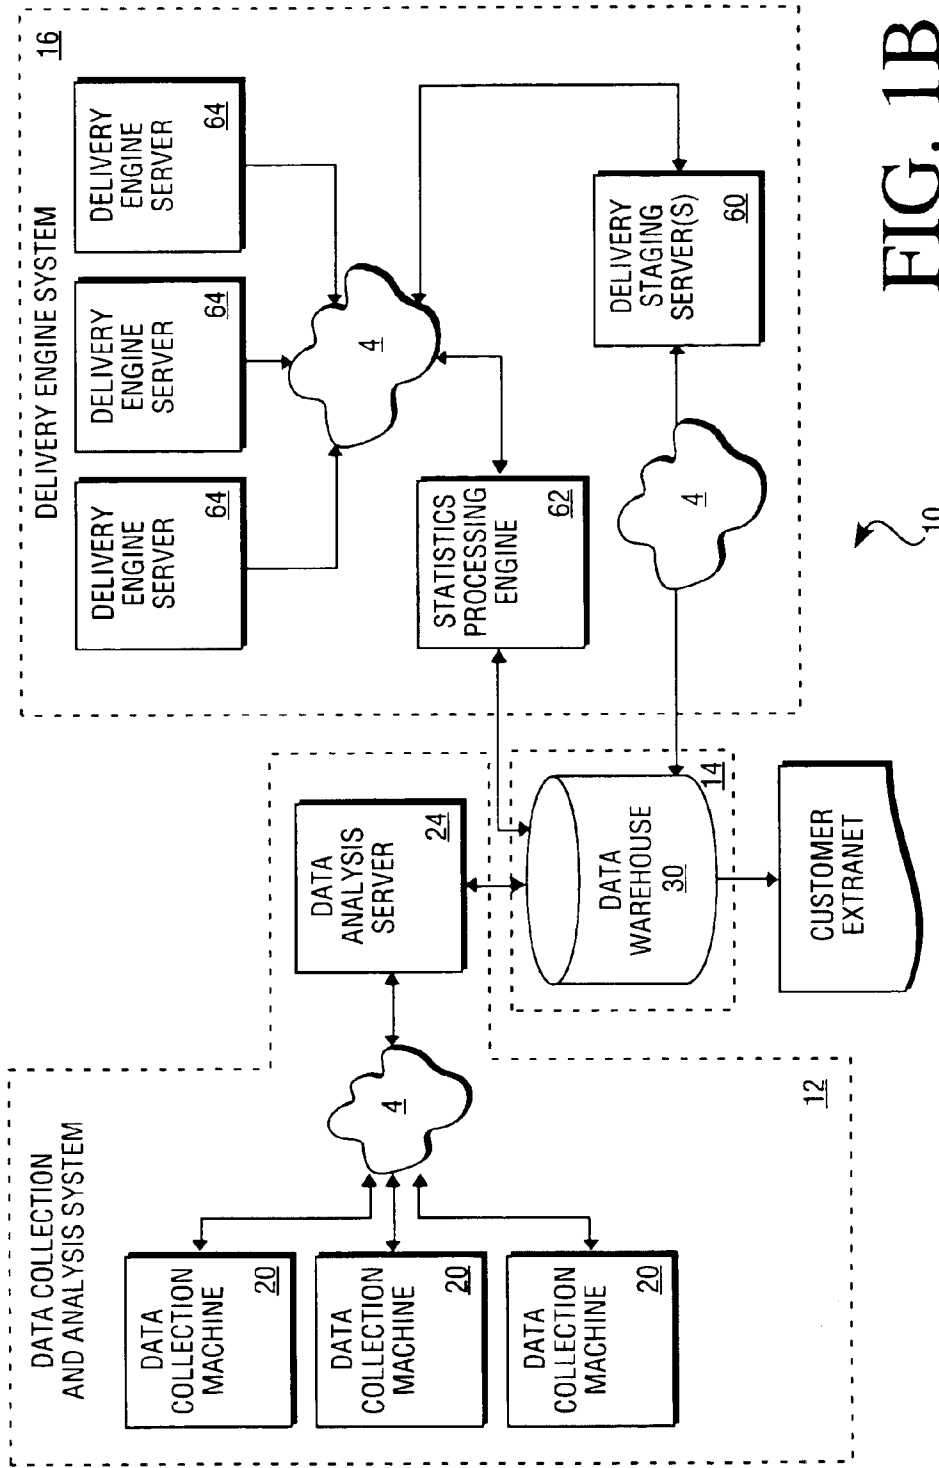 DATA COLLECTION
AND ANALYSIS SYSTEM
DATA
COLLECTION
MACHINE
20
DATA
COLLECTION
MACHINE
20
DATA
COLLECTION
MACHINE
20
4
12
DATA
ANALYSIS
SERVER
24
DATA
WAREHOUSE
30
14
CUSTOMER
EXTRANET
DELIVERY ENGINE SYSTEM
16
DELIVERY
ENGINE
SERVER
64
DELIVERY
ENGINE
SERVER
64
DELIVERY
ENGINE
SERVER
64
4
STATISTICS
PROCESSING
ENGINE
62
4
DELIVERY
STAGING
SERVER(S)
60
10
FIG. 1B